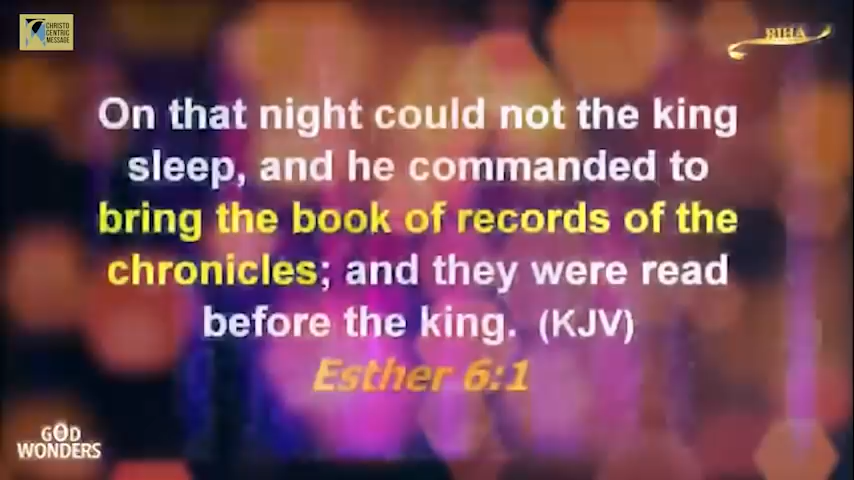 CHRISTO
CENTRIC
MESSAGE
BIHA
On that night could not the king
sleep, and he commanded to
bring the book of records of the
chronicles; and they were read
before the king. (KJV)
Esther 6:1
GOD
WONDERS